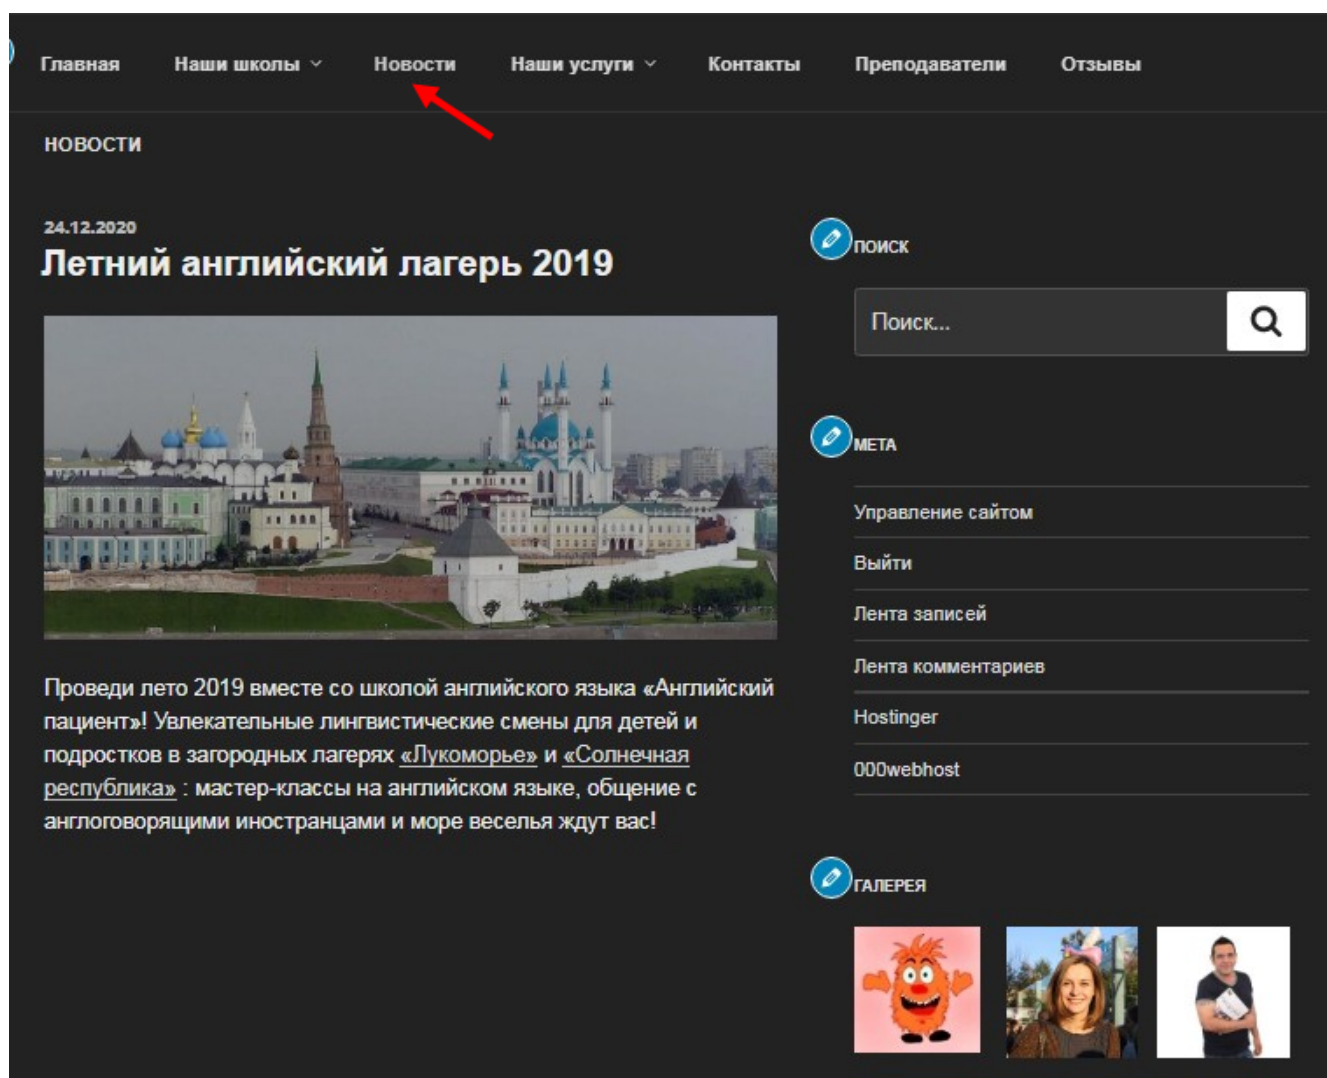 Главная Наши школы Новости Наши услуги Контакты Преподаватели Отзывы
НОВОСТИ
24.12.2020
Летний английский лагерь 2019
Проведи лето 2019 вместе со школой английского языка «Английский
пациент»! Увлекательные лингвистические смены для детей и
подростков в загородных лагерях «Лукоморье» и «Солнечная
республика» : мастер-классы на английском языке, общение с
англоговорящими иностранцами и море веселья ждут вас!
ПОИСК
Поиск...
МЕТА
Управление сайтом
Выйти
Лента записей
Лента комментариев
Hostinger
000webhost
ГАЛЕРЕЯ